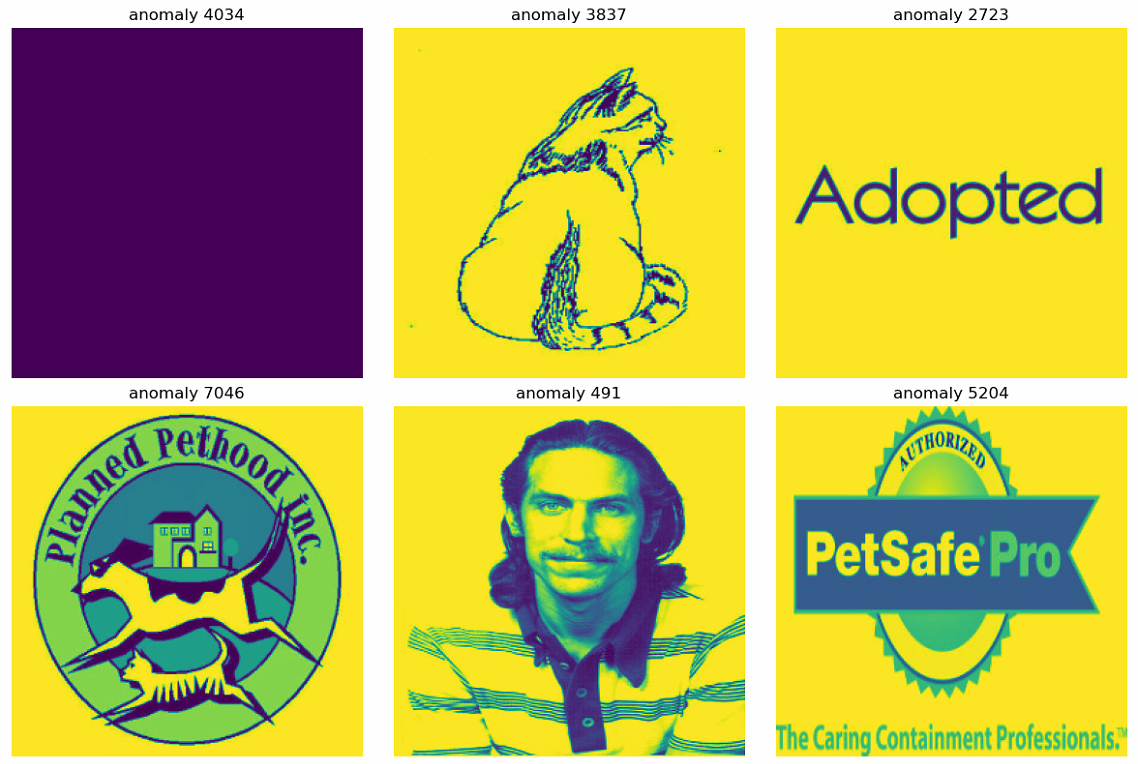 anomaly 4034
anomaly 3837
anomaly 2723
Adopted
anomaly 7046
anomaly 491
anomaly 5204
Planned Pethood inc.
AUTHORIZED
PetSafe® Pro
The Caring Containment Professionals.™